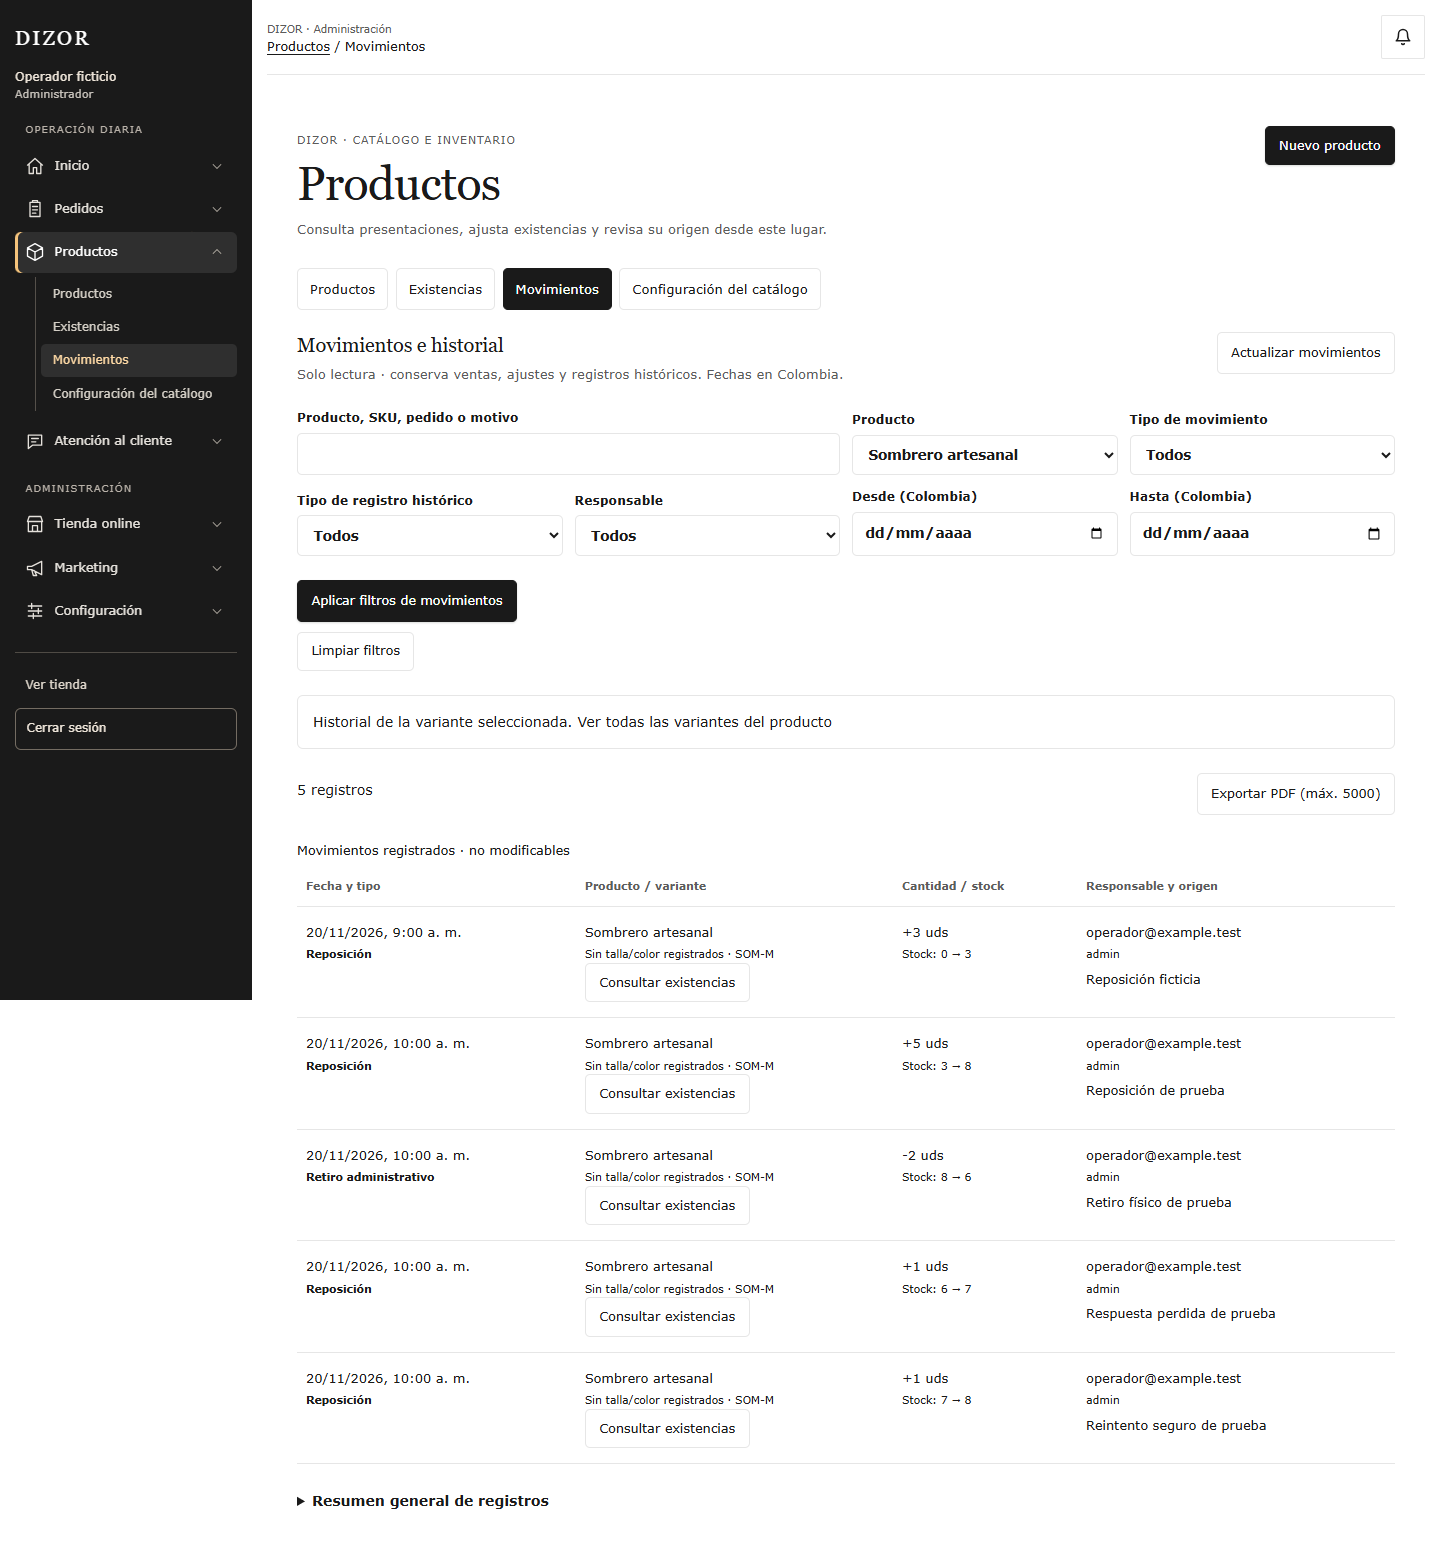 DIZOR
Operador ficticio
Administrador
OPERACIÓN DIARIA
Inicio
Pedidos
Productos
Productos
Existencias
Movimientos
Configuración del catálogo
Atención al cliente
ADMINISTRACIÓN
Tienda online
Marketing
Configuración
Ver tienda
Cerrar sesión
DIZOR · Administración
Productos / Movimientos
DIZOR · CATÁLOGO E INVENTARIO
Nuevo producto
Productos
Consulta presentaciones, ajusta existencias y revisa su origen desde este lugar.
Productos Existencias Movimientos Configuración del catálogo
Movimientos e historial
Actualizar movimientos
Solo lectura · conserva ventas, ajustes y registros históricos. Fechas en Colombia.
Producto, SKU, pedido o motivo
Producto
Sombrero artesanal
Tipo de movimiento
Todos
Tipo de registro histórico
Todos
Responsable
Todos
Desde (Colombia)
dd/mm/aaaa
Hasta (Colombia)
dd/mm/aaaa
Aplicar filtros de movimientos
Limpiar filtros
Historial de la variante seleccionada. Ver todas las variantes del producto
5 registros
Exportar PDF (máx. 5000)
Movimientos registrados · no modificables
Fecha y tipo Producto / variante Cantidad / stock Responsable y origen
20/11/2026, 9:00 a. m. Sombrero artesanal +3 uds operador@example.test
Reposición Sin talla/color registrados · SOM-M Stock: 0 → 3 admin
Consultar existencias Reposición ficticia
20/11/2026, 10:00 a. m. Sombrero artesanal +5 uds operador@example.test
Reposición Sin talla/color registrados · SOM-M Stock: 3 → 8 admin
Consultar existencias Reposición de prueba
20/11/2026, 10:00 a. m. Sombrero artesanal -2 uds operador@example.test
Retiro administrativo Sin talla/color registrados · SOM-M Stock: 8 → 6 admin
Consultar existencias Retiro físico de prueba
20/11/2026, 10:00 a. m. Sombrero artesanal +1 uds operador@example.test
Reposición Sin talla/color registrados · SOM-M Stock: 6 → 7 admin
Consultar existencias Respuesta perdida de prueba
20/11/2026, 10:00 a. m. Sombrero artesanal +1 uds operador@example.test
Reposición Sin talla/color registrados · SOM-M Stock: 7 → 8 admin
Consultar existencias Reintento seguro de prueba
Resumen general de registros